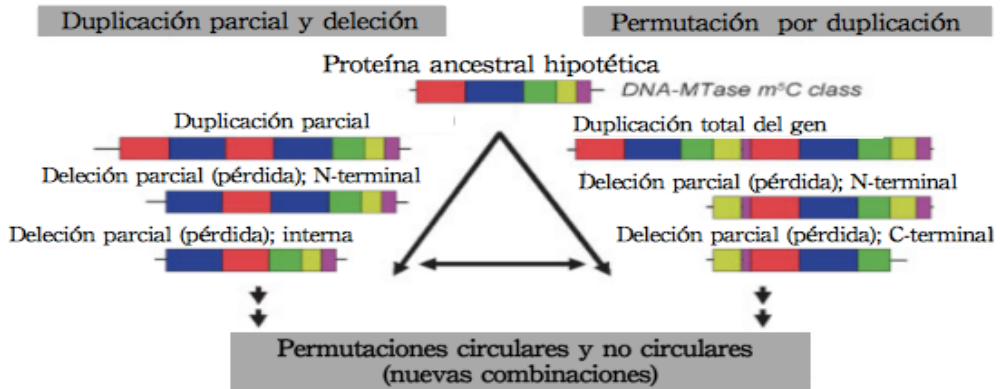 Duplicación parcial y deleción
Permutación por duplicación
Proteína ancestral hipotética
DNA-MTase m⁵C class
Duplicación parcial
Deleción parcial (pérdida); N-terminal
Deleción parcial (pérdida); interna
Duplicación total del gen
Deleción parcial (pérdida); N-terminal
Deleción parcial (pérdida); C-terminal
Permutaciones circulares y no circulares
(nuevas combinaciones)